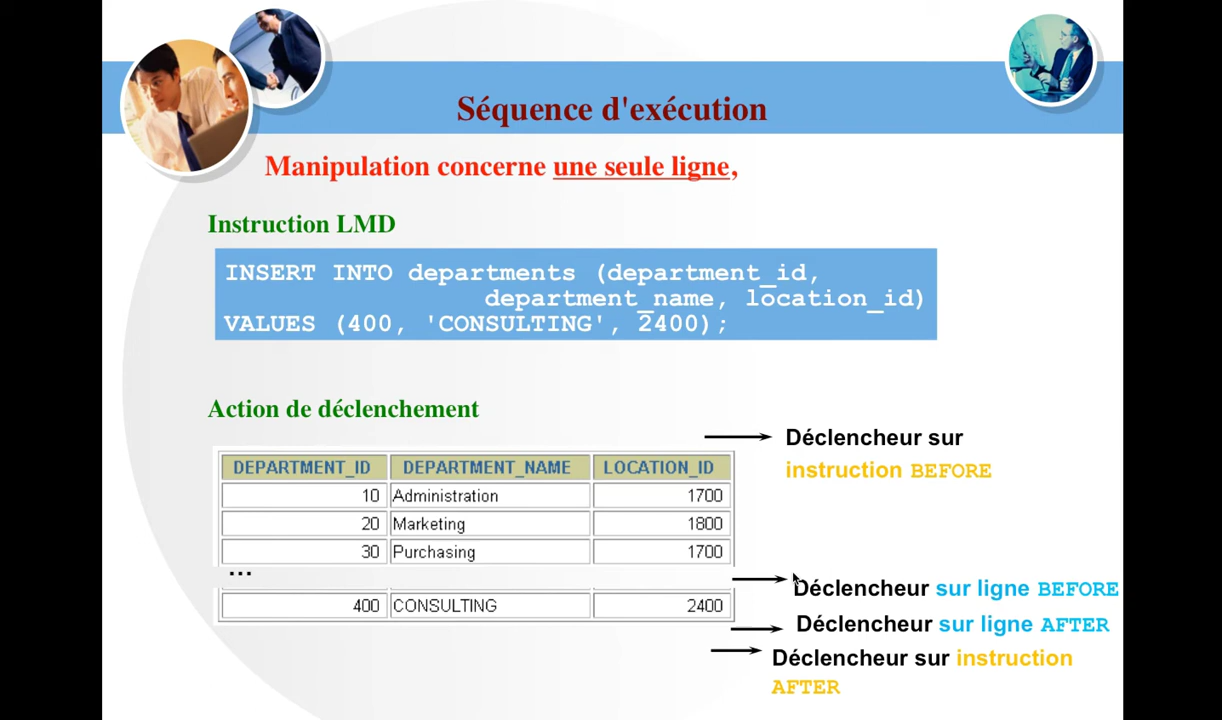 Séquence d'exécution
Manipulation concerne une seule ligne,
Instruction LMD
INSERT INTO departments (department_id,
department_name, location_id)
VALUES (400, 'CONSULTING', 2400);
Action de déclenchement
Déclencheur sur
instruction BEFORE
DEPARTMENT_ID DEPARTMENT_NAME LOCATION_ID
10 Administration 1700
20 Marketing 1800
30 Purchasing 1700
...
Déclencheur sur ligne BEFORE
400 CONSULTING 2400
Déclencheur sur ligne AFTER
Déclencheur sur instruction
AFTER